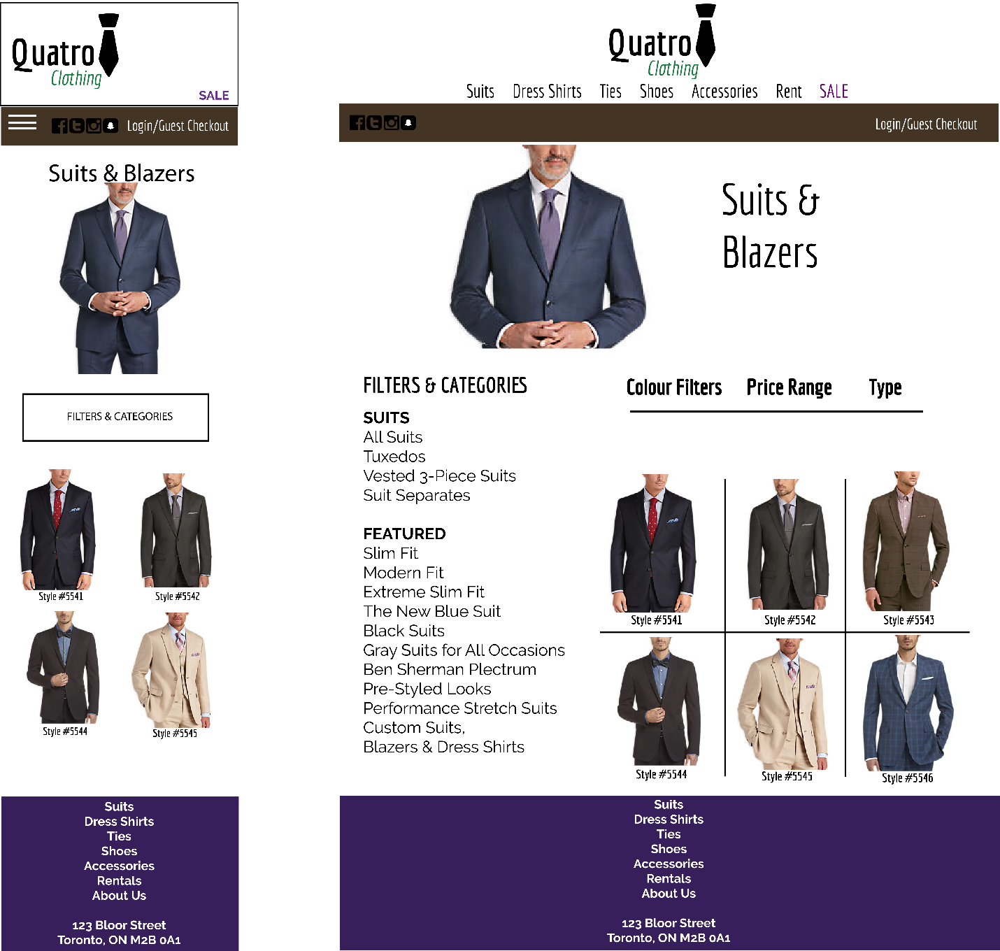 Quatro
Clothing
SALE
Login/Guest Checkout
Suits & Blazers
FILTERS & CATEGORIES
Style #5541
Style #5542
Style #5544
Style #5545
Suits
Dress Shirts
Ties
Shoes
Accessories
Rentals
About Us
123 Bloor Street
Toronto, ON M2B 0A1
Quatro
Clothing
Suits Dress Shirts Ties Shoes Accessories Rent SALE
Login/Guest Checkout
Suits &
Blazers
FILTERS & CATEGORIES
SUITS
All Suits
Tuxedos
Vested 3-Piece Suits
Suit Separates
FEATURED
Slim Fit
Modern Fit
Extreme Slim Fit
The New Blue Suit
Black Suits
Gray Suits for All Occasions
Ben Sherman Plectrum
Pre-Styled Looks
Performance Stretch Suits
Custom Suits,
Blazers & Dress Shirts
Colour Filters Price Range Type
Style #5541
Style #5542
Style #5543
Style #5544
Style #5545
Style #5546
Suits
Dress Shirts
Ties
Shoes
Accessories
Rentals
About Us
123 Bloor Street
Toronto, ON M2B 0A1